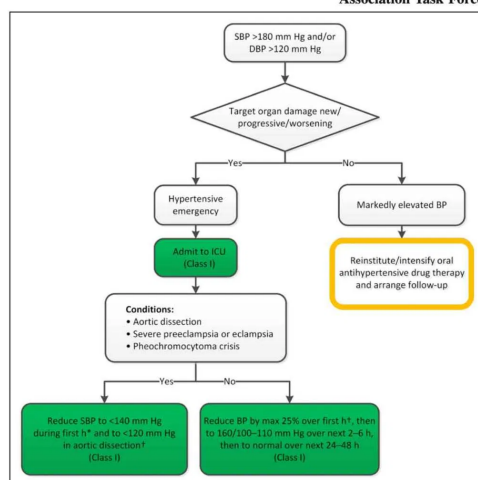 Association Task Force
SBP >180 mm Hg and/or
DBP >120 mm Hg
Target organ damage new/
progressive/worsening
Yes
No
Hypertensive
emergency
Markedly elevated BP
Admit to ICU
(Class I)
Reinstitute/intensify oral
antihypertensive drug therapy
and arrange follow-up
Conditions:
• Aortic dissection
• Severe preeclampsia or eclampsia
• Pheochromocytoma crisis
Yes
No
Reduce SBP to <140 mm Hg
during first h* and to <120 mm Hg
in aortic dissection†
(Class I)
Reduce BP by max 25% over first h†, then
to 160/100–110 mm Hg over next 2–6 h,
then to normal over next 24–48 h
(Class I)